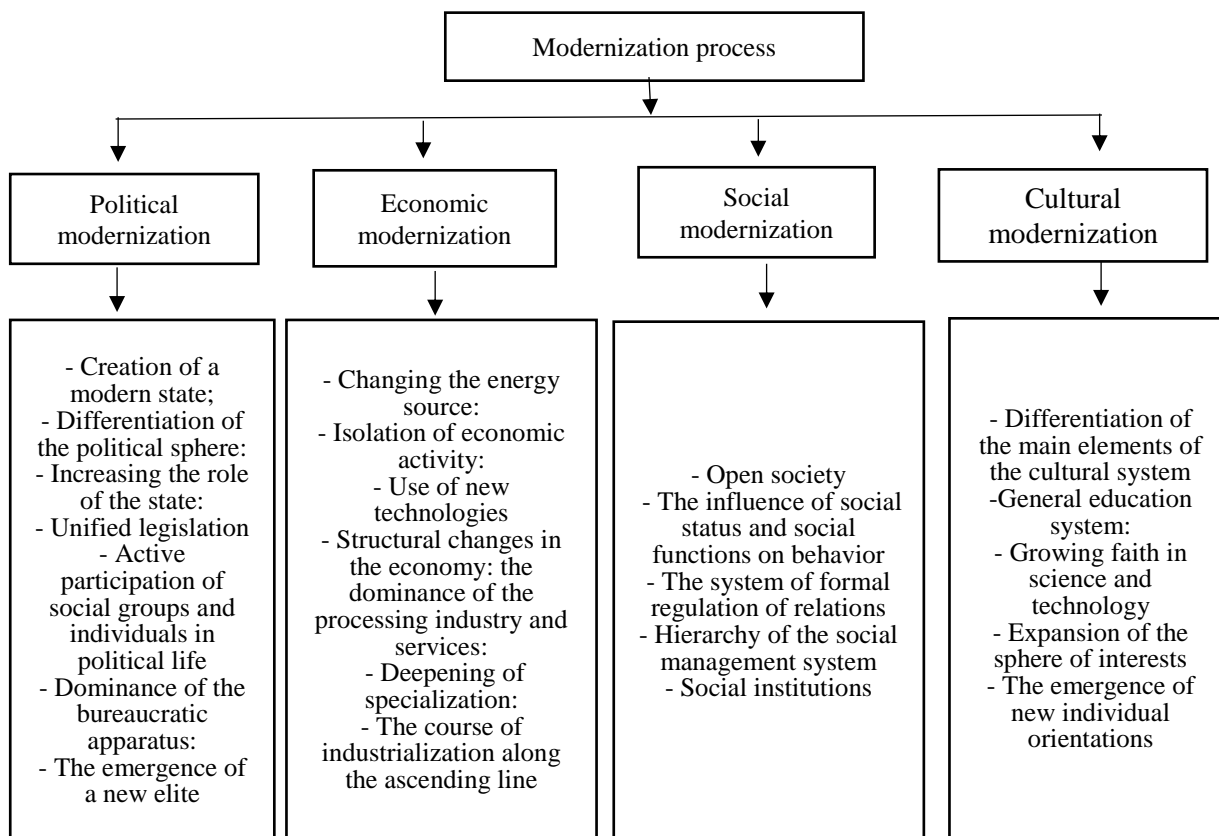 Modernization process
Political
modernization
Economic
modernization
Social
modernization
Cultural
modernization
- Creation of a
modern state;
- Differentiation of
the political sphere:
- Increasing the role
of the state:
- Unified legislation
- Active
participation of
social groups and
individuals in
political life
- Dominance of the
bureaucratic
apparatus:
- The emergence of
a new elite
- Changing the energy
source:
- Isolation of economic
activity:
- Use of new
technologies
- Structural changes in
the economy: the
dominance of the
processing industry and
services:
- Deepening of
specialization:
- The course of
industrialization along
the ascending line
- Open society
- The influence of social
status and social
functions on behavior
- The system of formal
regulation of relations
- Hierarchy of the social
management system
- Social institutions
- Differentiation of
the main elements of
the cultural system
-General education
system:
- Growing faith in
science and
technology
- Expansion of the
sphere of interests
- The emergence of
new individual
orientations